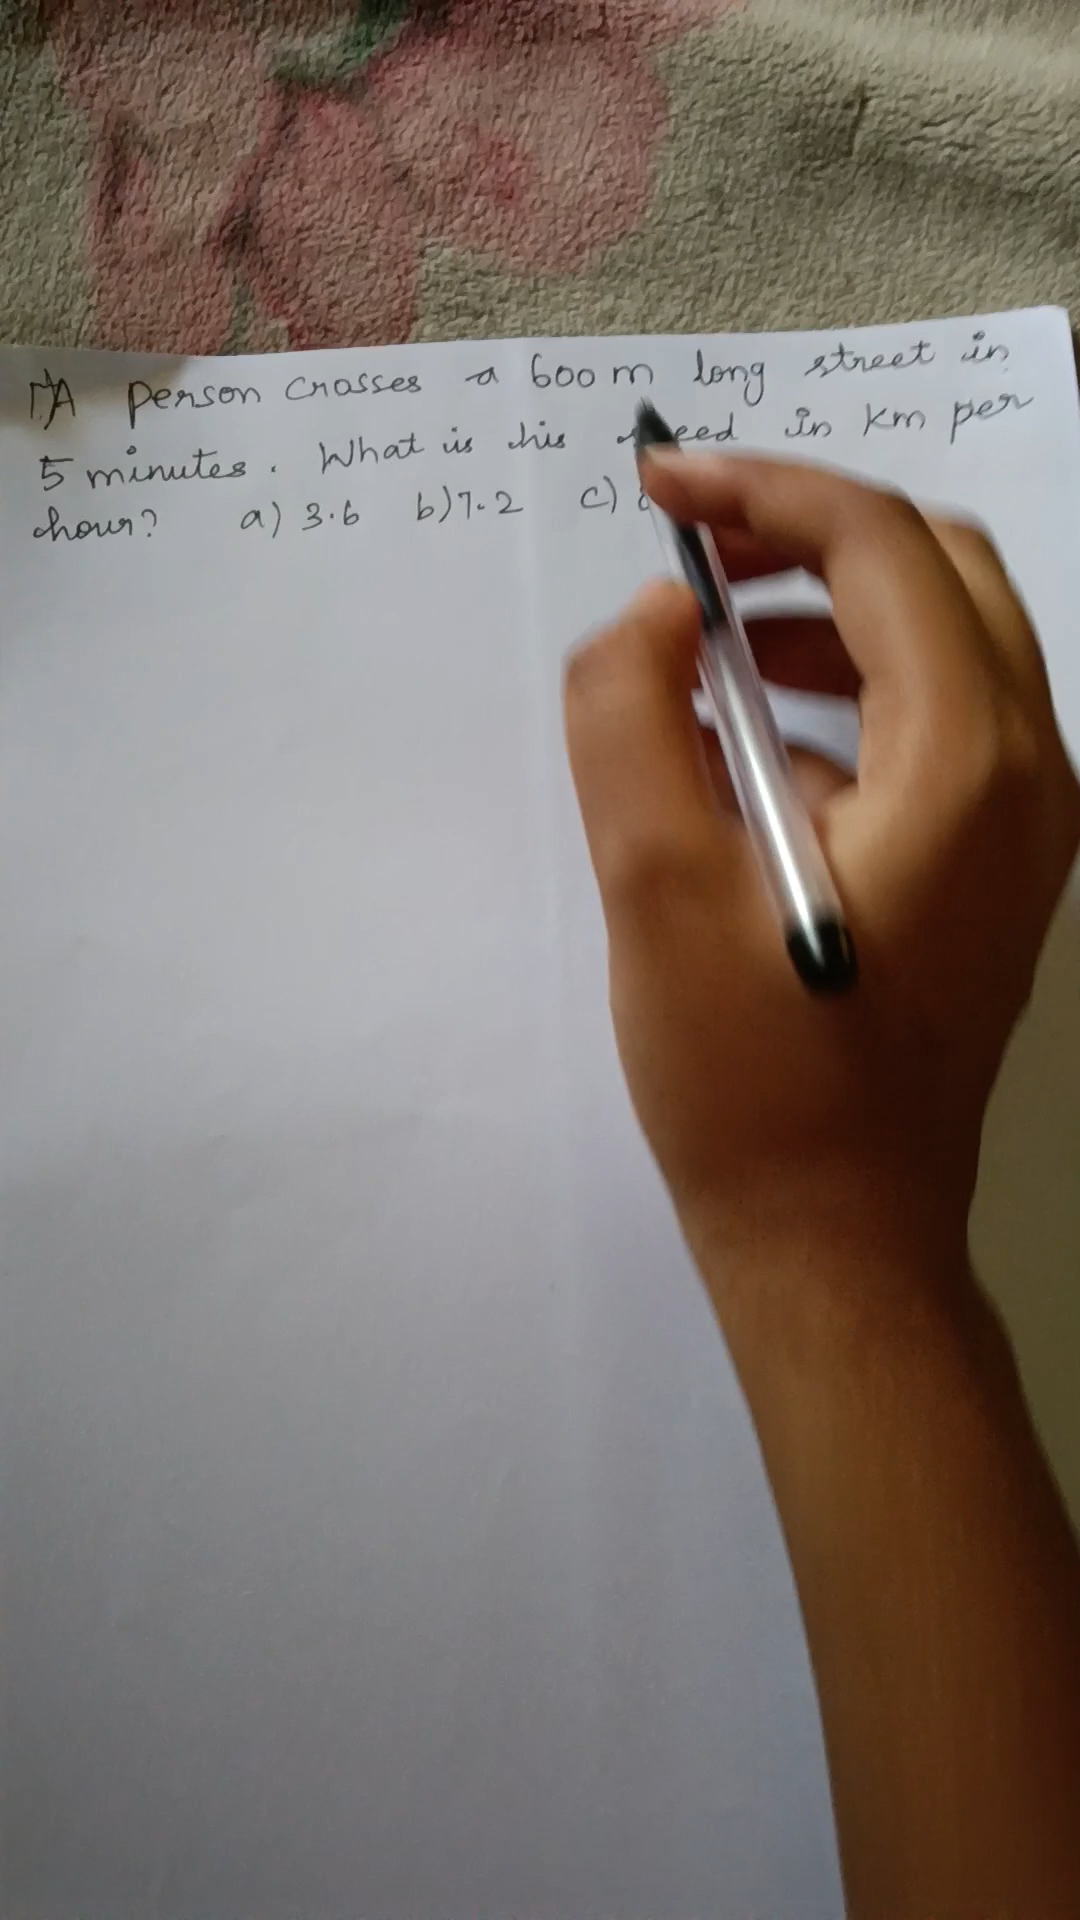 1. A person crosses a 600 m long street in
5 minutes. What is his in km per
hour? a) 3.6 b) 7.2 c)